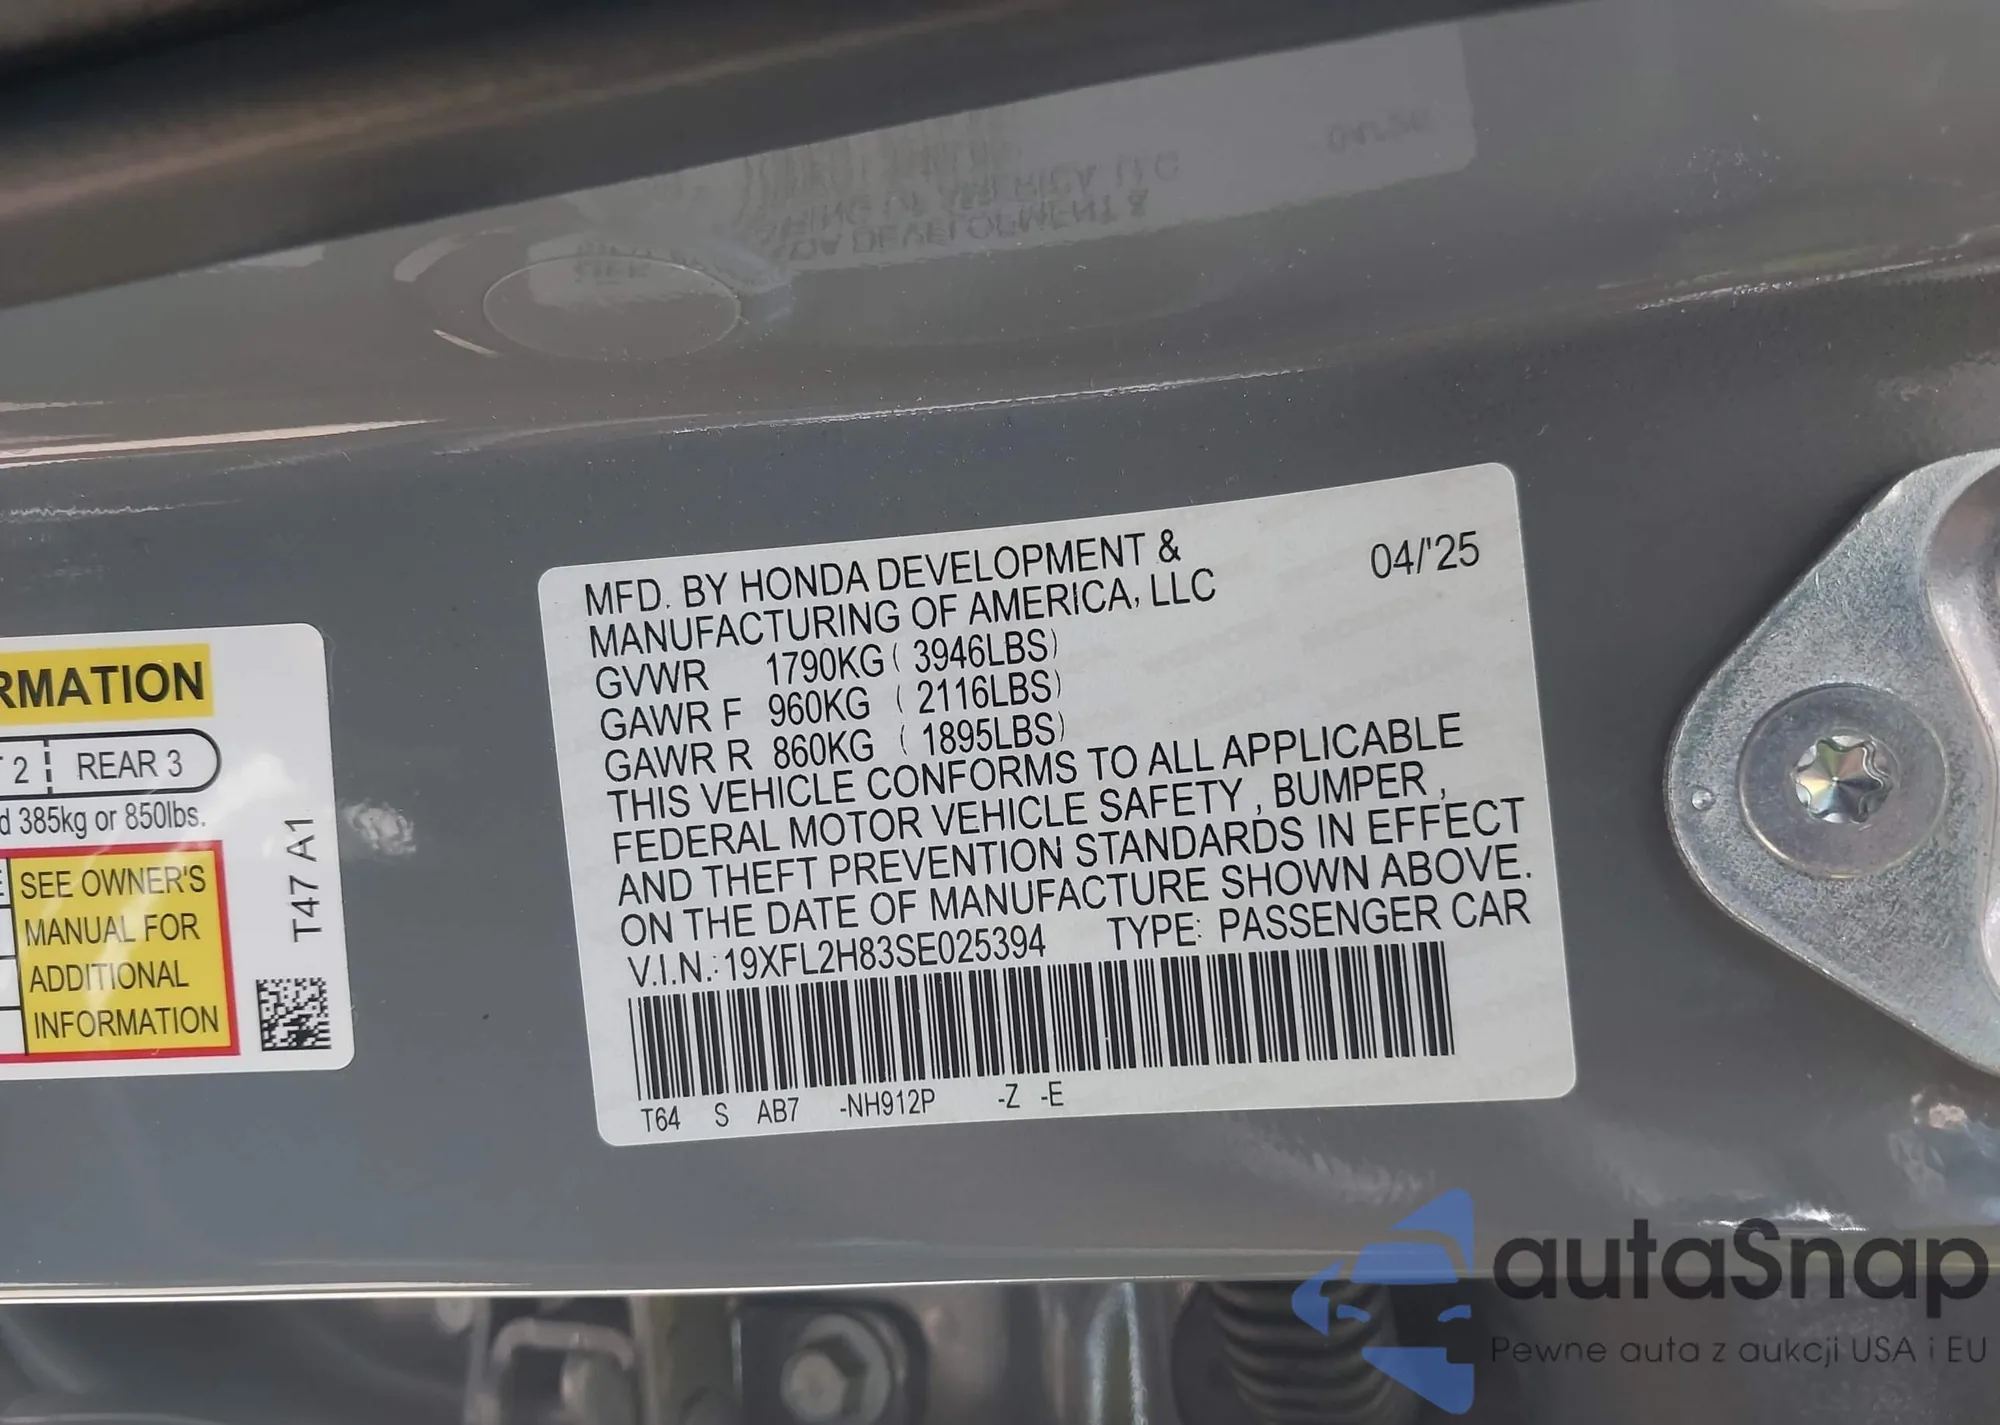 MFD. BY HONDA DEVELOPMENT & 04/'25
MANUFACTURING OF AMERICA, LLC
GVWR 1790KG ( 3946LBS)
GAWR F 960KG ( 2116LBS)
GAWR R 860KG ( 1895LBS)
THIS VEHICLE CONFORMS TO ALL APPLICABLE
FEDERAL MOTOR VEHICLE SAFETY , BUMPER ,
AND THEFT PREVENTION STANDARDS IN EFFECT
ON THE DATE OF MANUFACTURE SHOWN ABOVE.
V.I.N.: 19XFL2H83SE025394 TYPE: PASSENGER CAR
T64 S AB7 -NH912P -Z -E
RMATION
2 REAR 3
d 385kg or 850lbs.
SEE OWNER'S
MANUAL FOR
ADDITIONAL
INFORMATION
T47 A1
autaSnap
Pewne auta z aukcji USA i EU